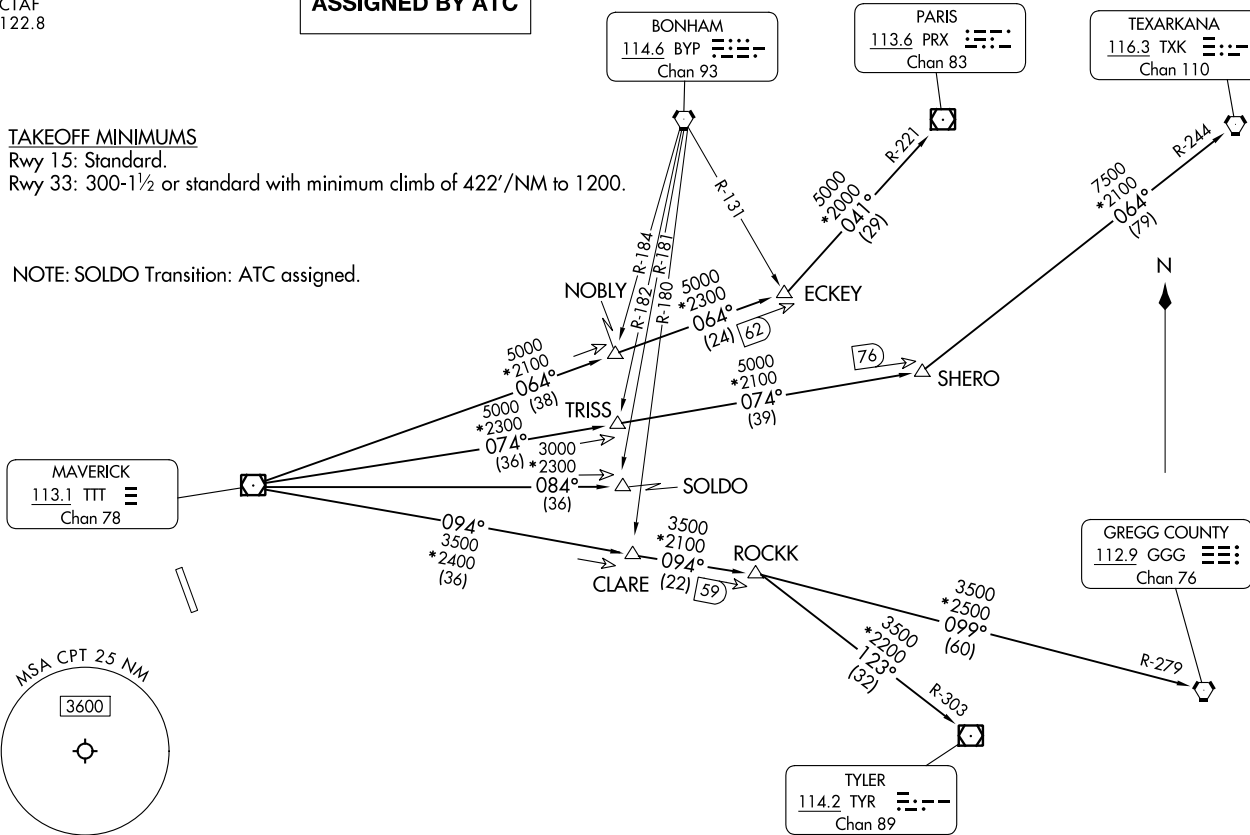 CTAF
122.8
ASSIGNED BY ATC
BONHAM
114.6 BYP
Chan 93
PARIS
113.6 PRX
Chan 83
TEXARKANA
116.3 TXK
Chan 110
TAKEOFF MINIMUMS
Rwy 15: Standard.
Rwy 33: 300-1½ or standard with minimum climb of 422'/NM to 1200.
NOTE: SOLDO Transition: ATC assigned.
R-221
R-244
R-131
R-184
R-181
R-182
R-180
5000
*2000
041°
(29)
7500
*2100
064°
(79)
N
NOBLY
5000
*2300
064°
(24)
62
ECKEY
5000
*2100
064°
(38)
TRISS
5000
*2100
074°
(39)
76
SHERO
5000
*2300
074°
(36)
3000
*2300
084°
(36)
SOLDO
MAVERICK
113.1 TTT
Chan 78
094°
3500
*2400
(36)
CLARE
3500
*2100
094°
(22)
59
ROCKK
GREGG COUNTY
112.9 GGG
Chan 76
3500
*2500
099°
(60)
R-279
3500
*2200
123°
(32)
R-303
MSA CPT 25 NM
3600
TYLER
114.2 TYR
Chan 89